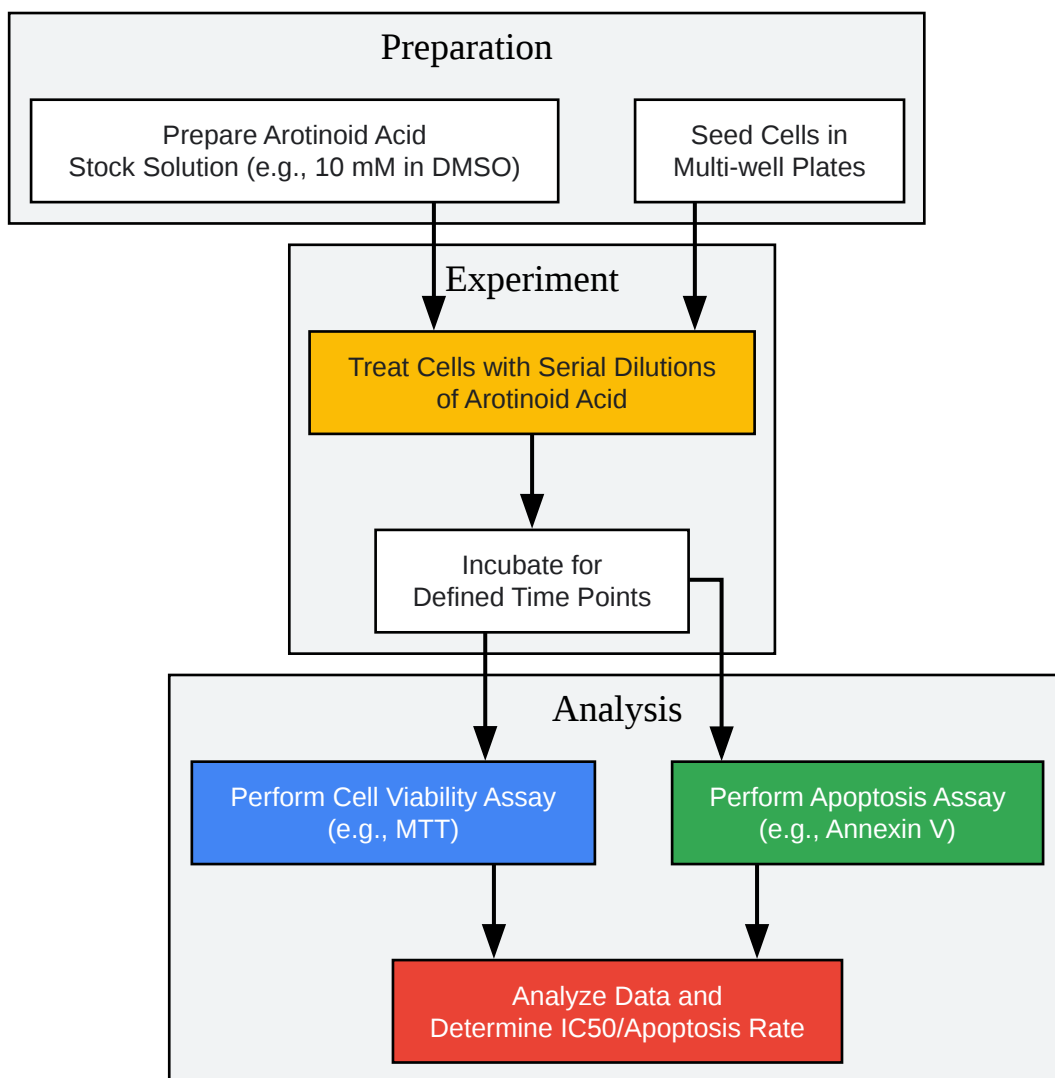 Preparation
Prepare Arotinoid Acid
Stock Solution (e.g., 10 mM in DMSO)
Seed Cells in
Multi-well Plates
Experiment
Treat Cells with Serial Dilutions
of Arotinoid Acid
Incubate for
Defined Time Points
Analysis
Perform Cell Viability Assay
(e.g., MTT)
Perform Apoptosis Assay
(e.g., Annexin V)
Analyze Data and
Determine IC50/Apoptosis Rate